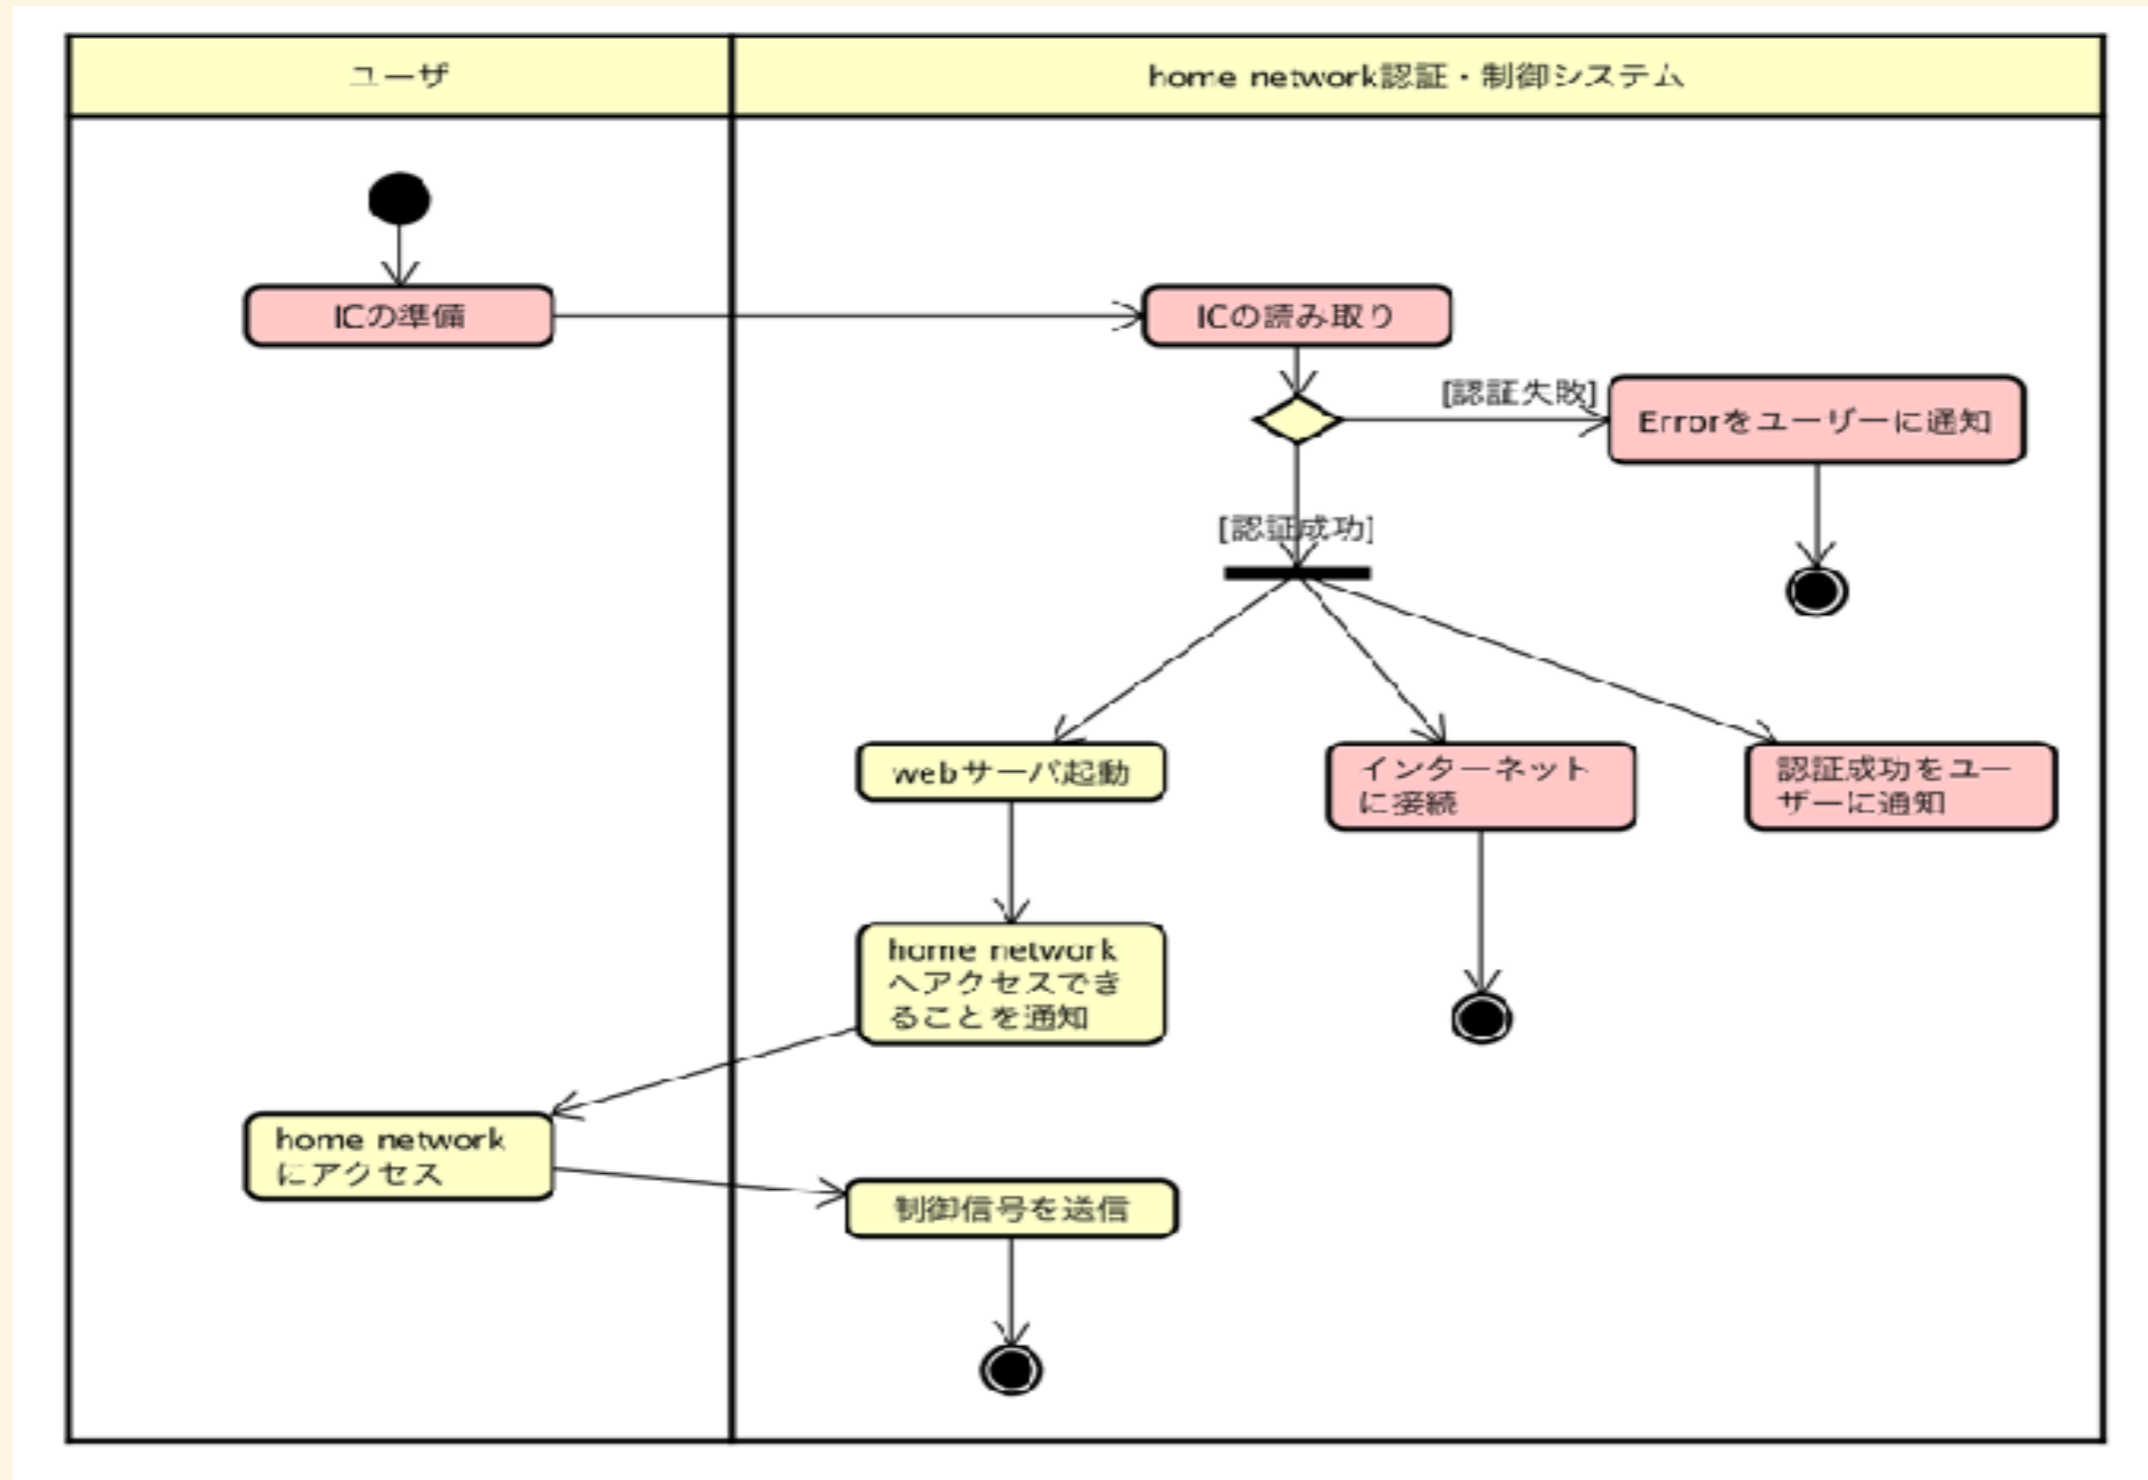 ユーザ
home network認証・制御システム
ICの準備
ICの読み取り
[認証失敗]
Errorをユーザーに通知
[認証成功]
webサーバ起動
インターネット
に接続
認証成功をユー
ザーに通知
home network
へアクセスでき
ることを通知
home network
にアクセス
制御信号を送信